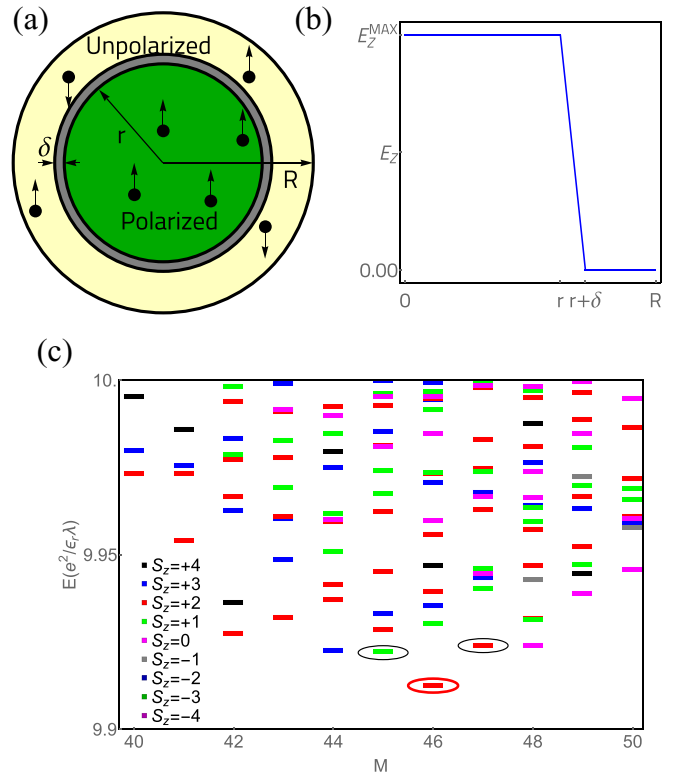 (a)
Unpolarized
δ
r
R
Polarized
(b)
E_Z^MAX
E_Z
0.00
0
r r+δ
R
(c)
10.
9.95
9.9
E(e²/ϵ_rλ)
S_z=+4
S_z=+3
S_z=+2
S_z=+1
S_z=0
S_z=−1
S_z=−2
S_z=−3
S_z=−4
40
42
44
46
48
50
M